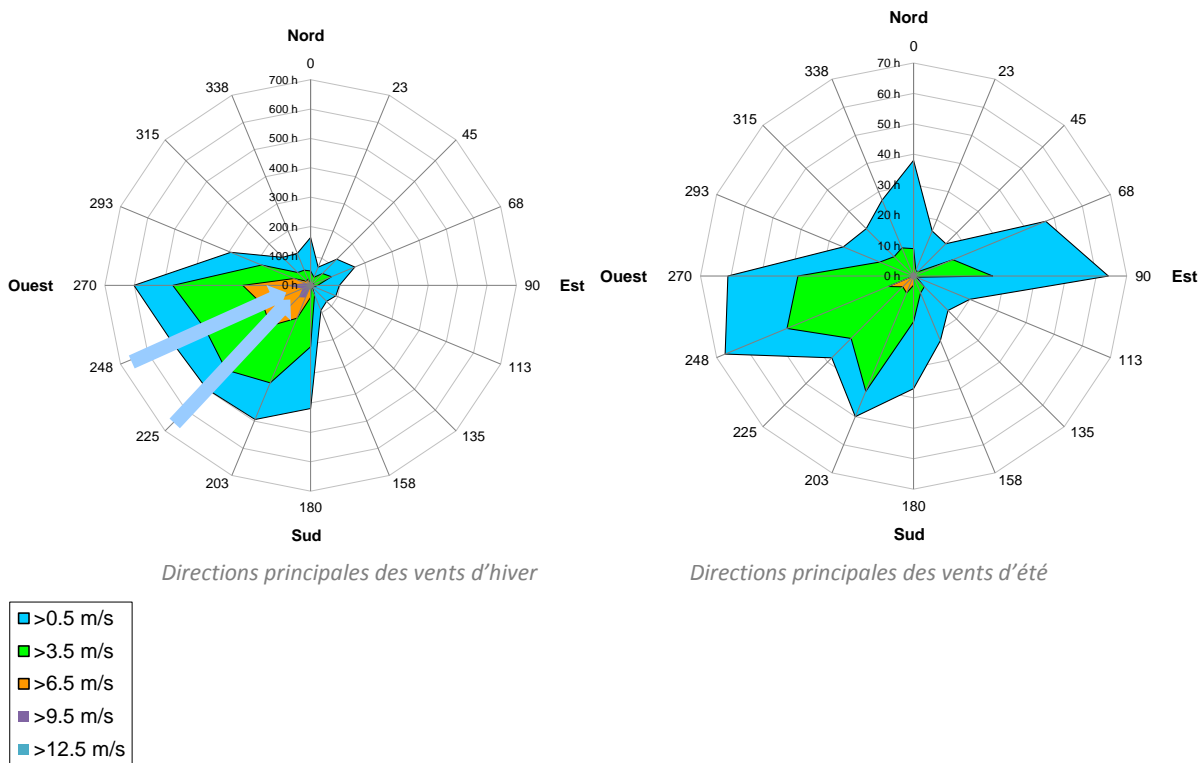 Nord
0
23
45
68
90
Est
113
135
158
180
Sud
203
225
248
270
Ouest
293
315
338
700 h
600 h
500 h
400 h
300 h
200 h
100 h
0 h
Directions principales des vents d'hiver
Nord
0
23
45
68
90
Est
113
135
158
180
Sud
203
225
248
270
Ouest
293
315
338
70 h
60 h
50 h
40 h
30 h
20 h
10 h
0 h
Directions principales des vents d'été
>0.5 m/s
>3.5 m/s
>6.5 m/s
>9.5 m/s
>12.5 m/s